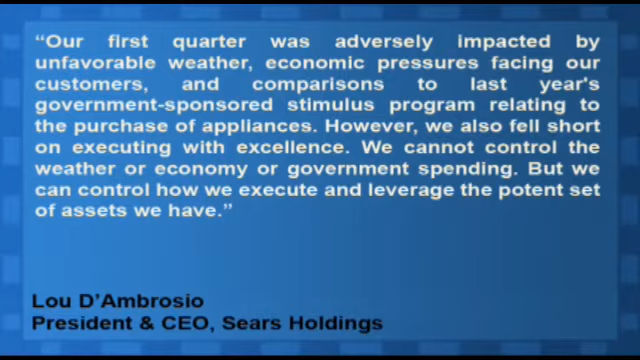 “Our first quarter was adversely impacted by
unfavorable weather, economic pressures facing our
customers, and comparisons to last year's
government-sponsored stimulus program relating to
the purchase of appliances. However, we also fell short
on executing with excellence. We cannot control the
weather or economy or government spending. But we
can control how we execute and leverage the potent set
of assets we have.”
Lou D'Ambrosio
President & CEO, Sears Holdings